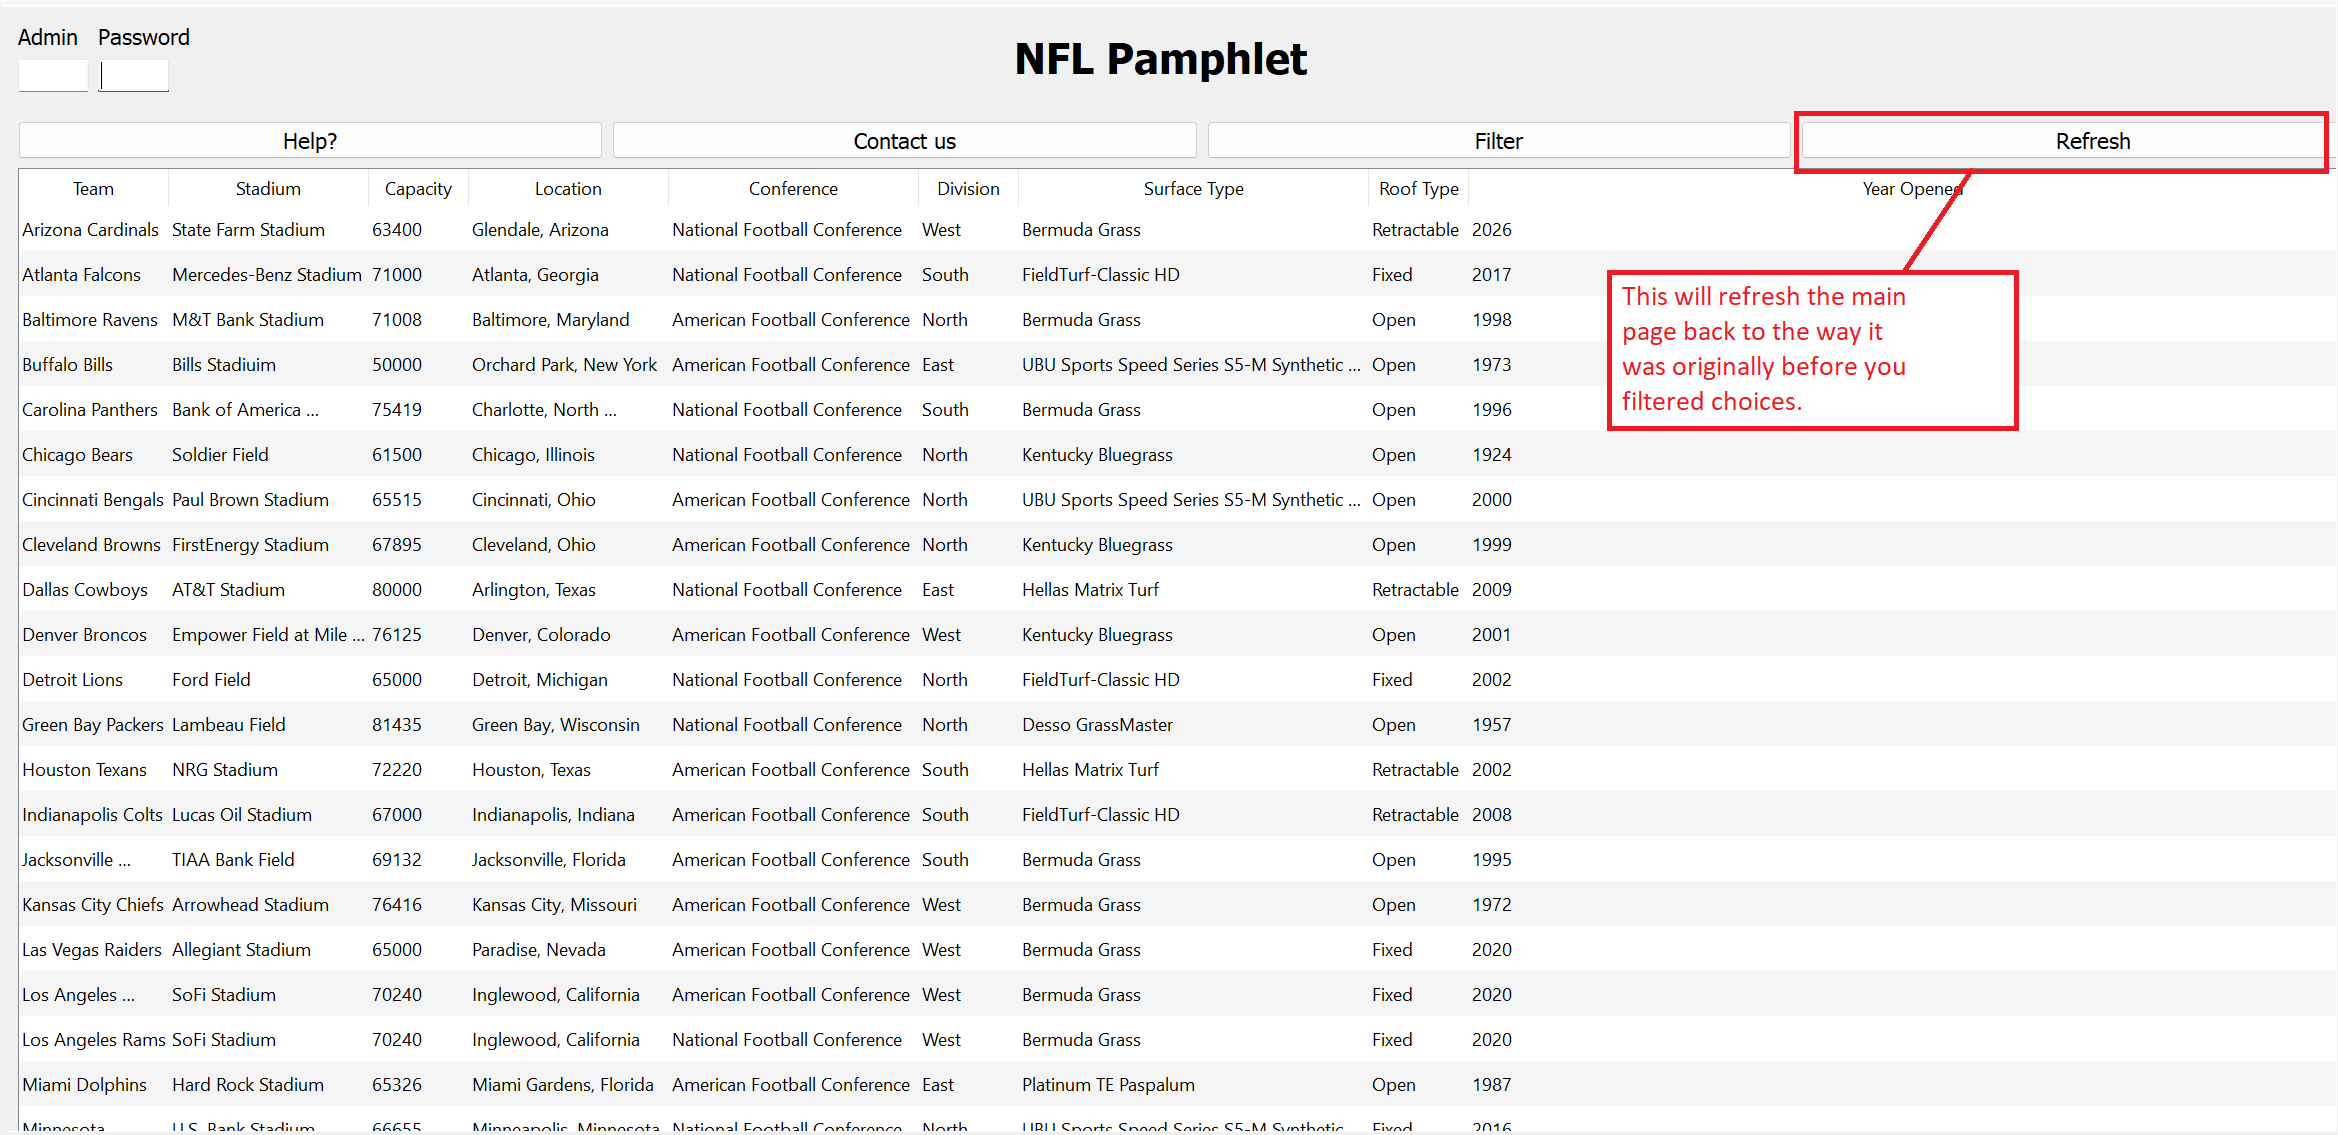 Admin Password
NFL Pamphlet
Help? Contact us Filter Refresh
Team Stadium Capacity Location Conference Division Surface Type Roof Type Year Opened
Arizona Cardinals State Farm Stadium 63400 Glendale, Arizona National Football Conference West Bermuda Grass Retractable 2026
Atlanta Falcons Mercedes-Benz Stadium 71000 Atlanta, Georgia National Football Conference South FieldTurf-Classic HD Fixed 2017
Baltimore Ravens M&T Bank Stadium 71008 Baltimore, Maryland American Football Conference North Bermuda Grass Open 1998
Buffalo Bills Bills Stadiuim 50000 Orchard Park, New York American Football Conference East UBU Sports Speed Series S5-M Synthetic ... Open 1973
Carolina Panthers Bank of America ... 75419 Charlotte, North ... National Football Conference South Bermuda Grass Open 1996
Chicago Bears Soldier Field 61500 Chicago, Illinois National Football Conference North Kentucky Bluegrass Open 1924
Cincinnati Bengals Paul Brown Stadium 65515 Cincinnati, Ohio American Football Conference North UBU Sports Speed Series S5-M Synthetic ... Open 2000
Cleveland Browns FirstEnergy Stadium 67895 Cleveland, Ohio American Football Conference North Kentucky Bluegrass Open 1999
Dallas Cowboys AT&T Stadium 80000 Arlington, Texas National Football Conference East Hellas Matrix Turf Retractable 2009
Denver Broncos Empower Field at Mile ... 76125 Denver, Colorado American Football Conference West Kentucky Bluegrass Open 2001
Detroit Lions Ford Field 65000 Detroit, Michigan National Football Conference North FieldTurf-Classic HD Fixed 2002
Green Bay Packers Lambeau Field 81435 Green Bay, Wisconsin National Football Conference North Desso GrassMaster Open 1957
Houston Texans NRG Stadium 72220 Houston, Texas American Football Conference South Hellas Matrix Turf Retractable 2002
Indianapolis Colts Lucas Oil Stadium 67000 Indianapolis, Indiana American Football Conference South FieldTurf-Classic HD Retractable 2008
Jacksonville ... TIAA Bank Field 69132 Jacksonville, Florida American Football Conference South Bermuda Grass Open 1995
Kansas City Chiefs Arrowhead Stadium 76416 Kansas City, Missouri American Football Conference West Bermuda Grass Open 1972
Las Vegas Raiders Allegiant Stadium 65000 Paradise, Nevada American Football Conference West Bermuda Grass Fixed 2020
Los Angeles ... SoFi Stadium 70240 Inglewood, California American Football Conference West Bermuda Grass Fixed 2020
Los Angeles Rams SoFi Stadium 70240 Inglewood, California National Football Conference West Bermuda Grass Fixed 2020
Miami Dolphins Hard Rock Stadium 65326 Miami Gardens, Florida American Football Conference East Platinum TE Paspalum Open 1987
Minnesota U.S. Bank Stadium 66655 Minneapolis, Minnesota National Football Conference North UBU Sports Speed Series S5-M Synthetic Fixed 2016
This will refresh the main
page back to the way it
was originally before you
filtered choices.